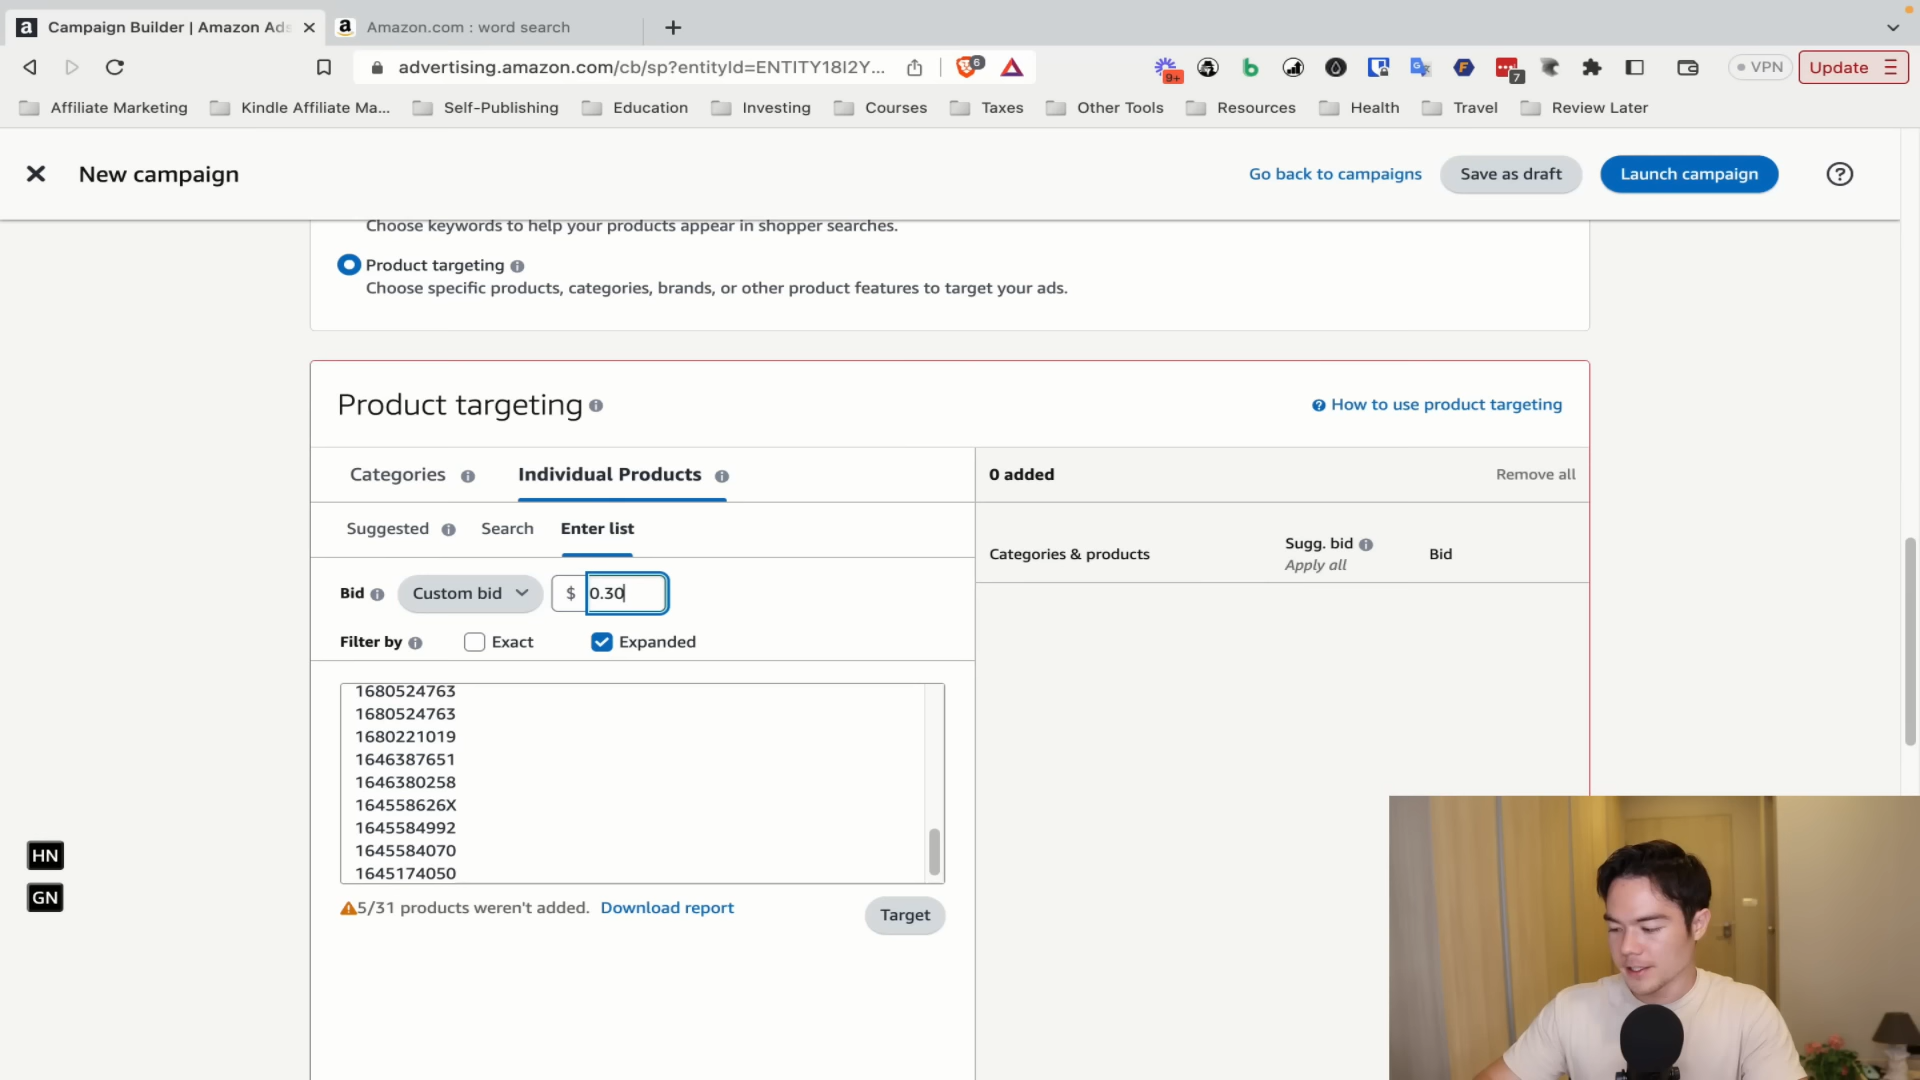 Campaign Builder | Amazon Ads
Amazon.com : word search
advertising.amazon.com/cb/sp?entityId=ENTITY18I2Y...
6
9+
7
VPN
Update
Affiliate Marketing
Kindle Affiliate Ma...
Self-Publishing
Education
Investing
Courses
Taxes
Other Tools
Resources
Health
Travel
Review Later
New campaign
Go back to campaigns
Save as draft
Launch campaign
Choose keywords to help your products appear in shopper searches.
Product targeting
Choose specific products, categories, brands, or other product features to target your ads.
Product targeting
How to use product targeting
Categories
Individual Products
0 added
Remove all
Suggested
Search
Enter list
Categories & products
Sugg. bid
Apply all
Bid
Bid
Custom bid
$
0.30
Filter by
Exact
Expanded
1680524763
1680524763
1680221019
1646387651
1646380258
164558626X
1645584992
1645584070
1645174050
5/31 products weren't added.
Download report
Target
HN
GN